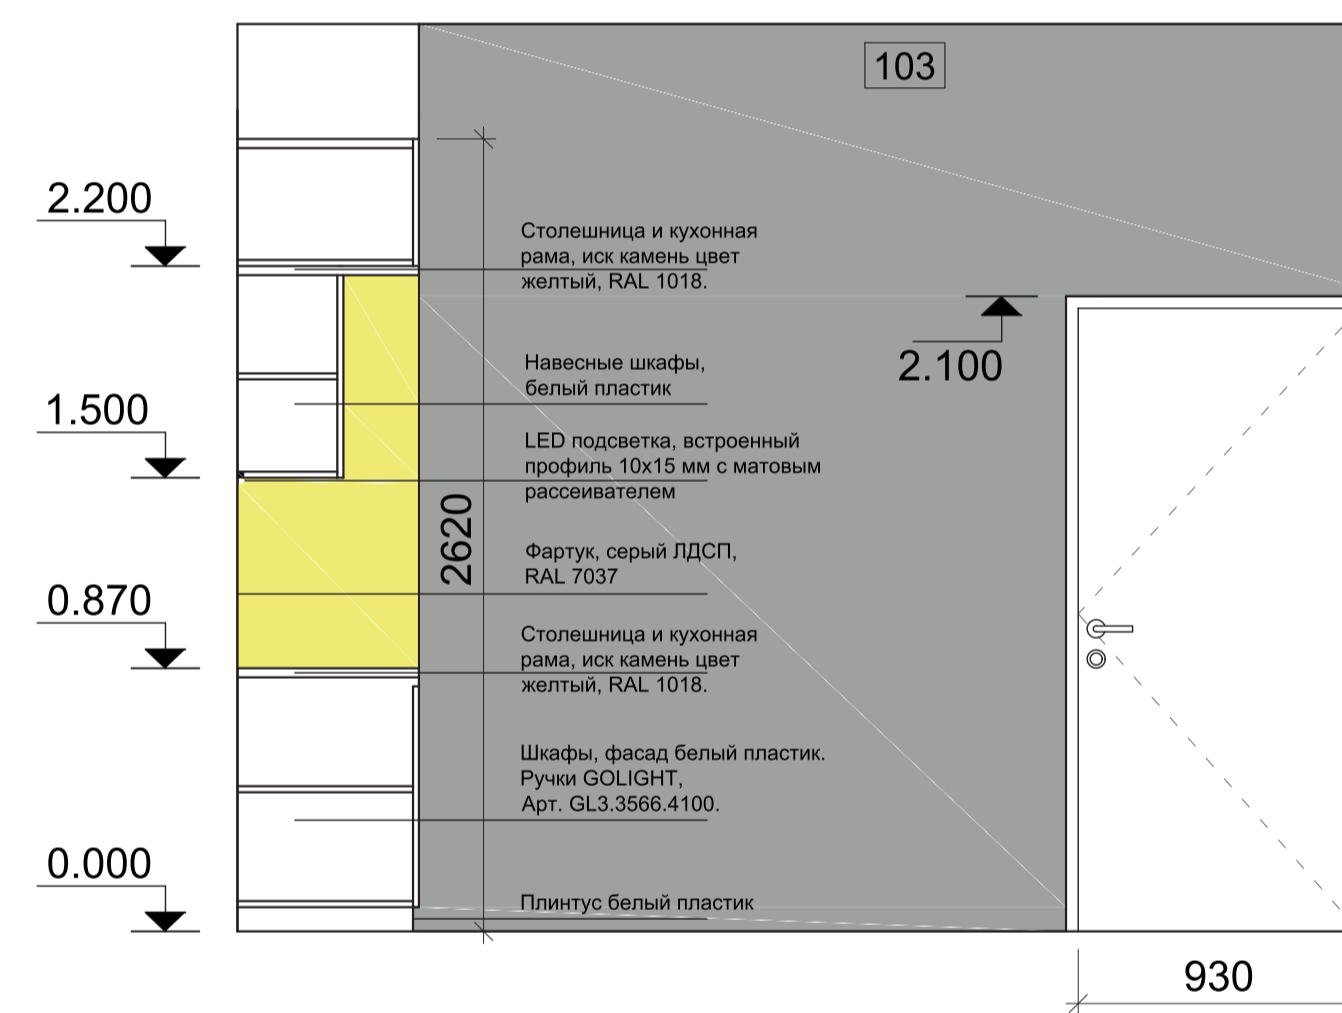 103
2.200
Столешница и кухонная
рама, иск камень цвет
желтый, RAL 1018.
2.100
Навесные шкафы,
белый пластик
1.500
LED подсветка, встроенный
профиль 10х15 мм с матовым
рассеивателем
2620
Фартук, серый ЛДСП,
RAL 7037
0.870
Столешница и кухонная
рама, иск камень цвет
желтый, RAL 1018.
Шкафы, фасад белый пластик.
Ручки GOLIGHT,
Арт. GL3.3566.4100.
0.000
Плинтус белый пластик
930